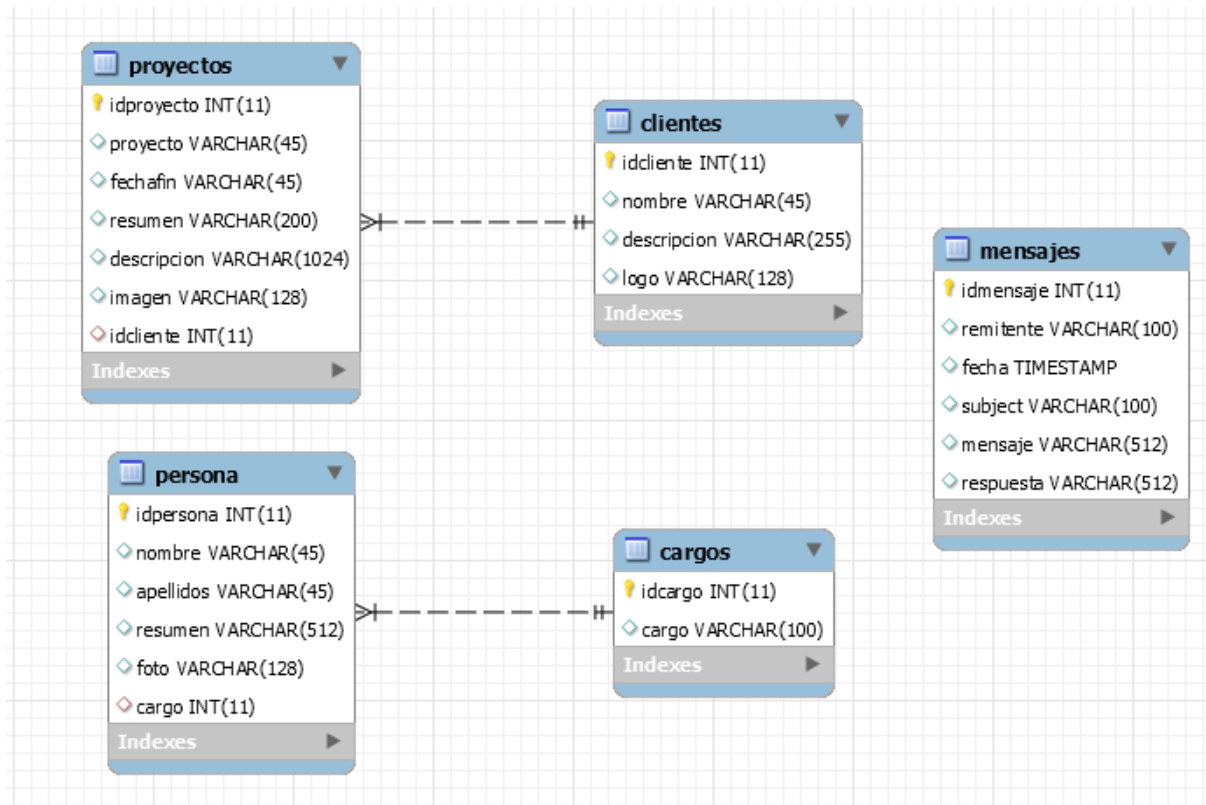 proyectos
idproyecto INT(11)
proyecto VARCHAR(45)
fechafin VARCHAR(45)
resumen VARCHAR(200)
descripcion VARCHAR(1024)
imagen VARCHAR(128)
idcliente INT(11)
Indexes
clientes
idcliente INT(11)
nombre VARCHAR(45)
descripcion VARCHAR(255)
logo VARCHAR(128)
Indexes
mensajes
idmensaje INT(11)
remitente VARCHAR(100)
fecha TIMESTAMP
subject VARCHAR(100)
mensaje VARCHAR(512)
respuesta VARCHAR(512)
Indexes
persona
idpersona INT(11)
nombre VARCHAR(45)
apellidos VARCHAR(45)
resumen VARCHAR(512)
foto VARCHAR(128)
cargo INT(11)
Indexes
cargos
idcargo INT(11)
cargo VARCHAR(100)
Indexes